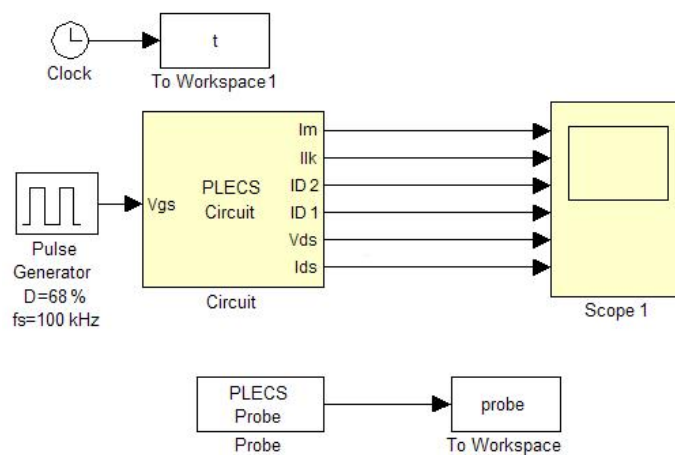 t
Clock
To Workspace1
Im
Ilk
ID 2
ID 1
Vds
Ids
Vgs
PLECS
Circuit
Pulse
Generator
D=68 %
fs=100 kHz
Circuit
Scope 1
PLECS
Probe
probe
Probe
To Workspace